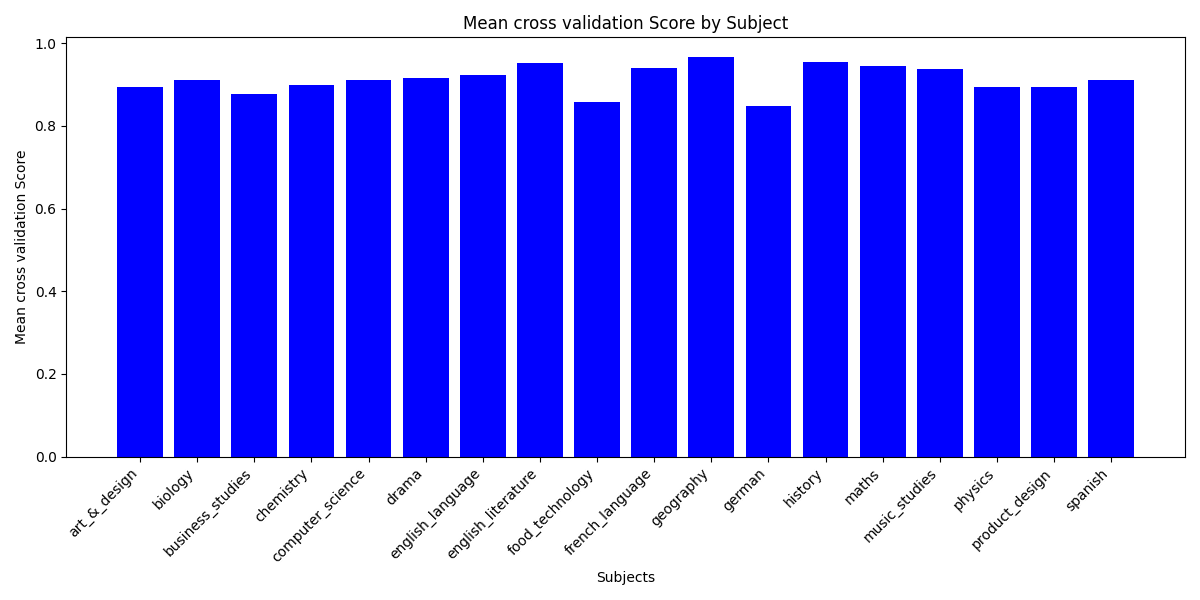 Mean cross validation Score by Subject
Mean cross validation Score
1.0
0.8
0.6
0.4
0.2
0.0
art_&_design
biology
business_studies
chemistry
computer_science
drama
english_language
english_literature
food_technology
french_language
geography
german
history
maths
music_studies
physics
product_design
spanish
Subjects